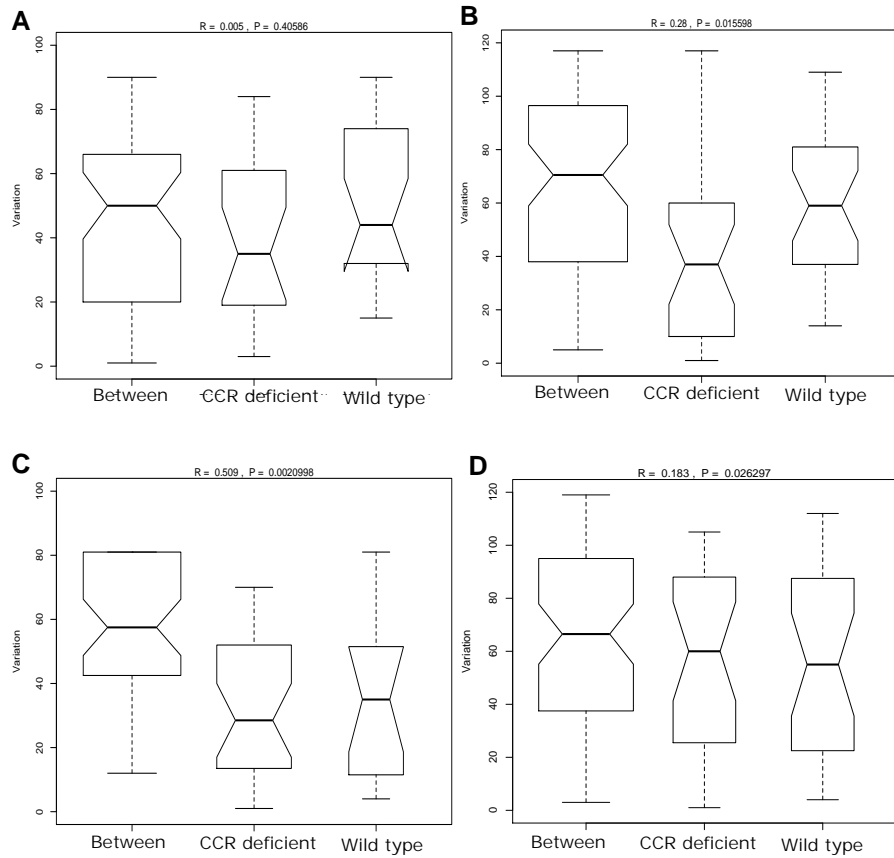 A
R = 0.005 , P = 0.40586
Variation
100
80
60
40
20
0
Between
CCR deficient
Wild type
B
R = 0.28 , P = 0.015598
Variation
120
100
80
60
40
20
0
Between
CCR deficient
Wild type
C
R = 0.509 , P = 0.0020998
Variation
100
80
60
40
20
0
Between
CCR deficient
Wild type
D
R = 0.183 , P = 0.026297
Variation
120
100
80
60
40
20
0
Between
CCR deficient
Wild type